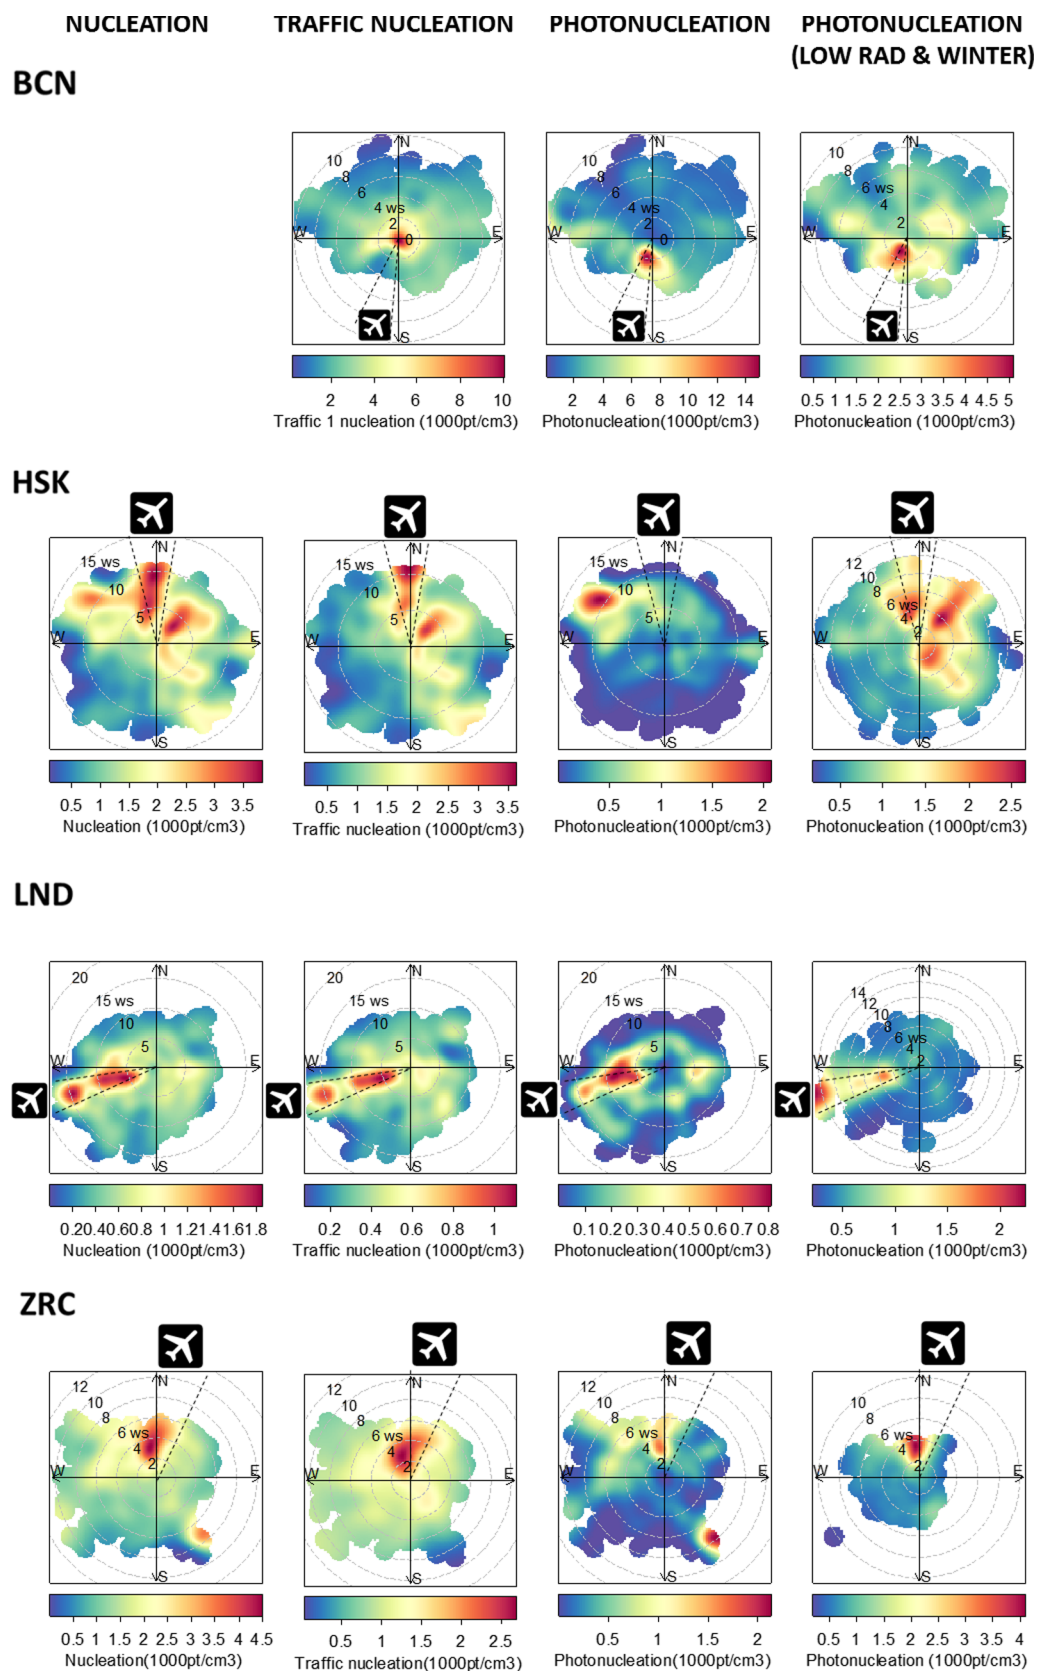 NUCLEATION TRAFFIC NUCLEATION PHOTONUCLEATION PHOTONUCLEATION
(LOW RAD & WINTER)
BCN
N
10
8
6
4 ws
2
0
W
E
S
2 4 6 8 10
Traffic 1 nucleation (1000pt/cm3)
N
10
8
6
4 ws
2
0
W
E
S
2 4 6 8 10 12 14
Photonucleation(1000pt/cm3)
N
10
8
6 ws
4
2
W
E
S
0.5 1 1.5 2 2.5 3 3.5 4 4.5 5
Photonucleation (1000pt/cm3)
HSK
N
15 ws
10
5
W
E
S
0.5 1 1.5 2 2.5 3 3.5
Nucleation (1000pt/cm3)
N
15 ws
10
5
W
E
S
0.5 1 1.5 2 2.5 3 3.5
Traffic nucleation (1000pt/cm3)
N
15 ws
10
5
W
E
S
0.5 1 1.5 2
Photonucleation(1000pt/cm3)
N
12
10
8
6 ws
4
2
W
E
S
0.5 1 1.5 2 2.5
Photonucleation (1000pt/cm3)
LND
N
20
15 ws
10
5
W
E
S
0.20.40.60.8 1 1.21.41.61.8
Nucleation (1000pt/cm3)
N
20
15 ws
10
5
W
E
S
0.2 0.4 0.6 0.8 1
Traffic nucleation (1000pt/cm3)
N
20
15 ws
10
5
W
E
S
0.1 0.2 0.3 0.4 0.5 0.6 0.7 0.8
Photonucleation(1000pt/cm3)
N
14
12
10
8
6 ws
4
2
W
E
S
0.5 1 1.5 2
Photonucleation (1000pt/cm3)
ZRC
N
12
10
8
6 ws
4
2
W
E
S
0.5 1 1.5 2 2.5 3 3.5 4 4.5
Nucleation(1000pt/cm3)
N
12
10
8
6 ws
4
2
W
E
S
0.5 1 1.5 2 2.5
Traffic nucleation (1000pt/cm3)
N
12
10
8
6 ws
4
2
W
E
S
0.5 1 1.5 2
Photonucleation(1000pt/cm3)
N
10
8
6 ws
4
2
W
E
S
0.5 1 1.5 2 2.5 3 3.5 4
Photonucleation (1000pt/cm3)